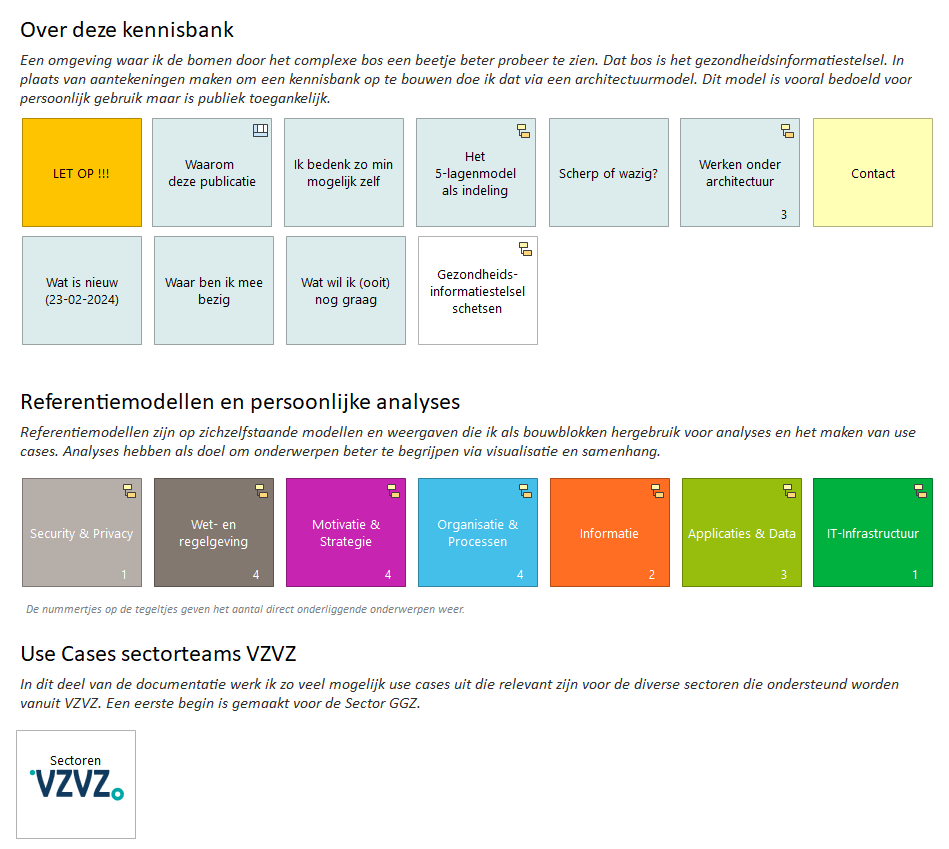 Over deze kennisbank
Een omgeving waar ik de bomen door het complexe bos een beetje beter probeer te zien. Dat bos is het gezondheidsinformatiestelsel. In
plaats van aantekeningen maken om een kennisbank op te bouwen doe ik dat via een architectuurmodel. Dit model is vooral bedoeld voor
persoonlijk gebruik maar is publiek toegankelijk.
LET OP !!!
Waarom
deze publicatie
Ik bedenk zo min
mogelijk zelf
Het
5-lagenmodel
als indeling
Scherp of wazig?
Werken onder
architectuur
3
Contact
Wat is nieuw
(23-02-2024)
Waar ben ik mee
bezig
Wat wil ik (ooit)
nog graag
Gezondheids-
informatiestelsel
schetsen
Referentiemodellen en persoonlijke analyses
Referentiemodellen zijn op zichzelfstaande modellen en weergaven die ik als bouwblokken hergebruik voor analyses en het maken van use
cases. Analyses hebben als doel om onderwerpen beter te begrijpen via visualisatie en samenhang.
Security & Privacy
1
Wet- en
regelgeving
4
Motivatie &
Strategie
4
Organisatie &
Processen
4
Informatie
2
Applicaties & Data
3
IT-Infrastructuur
1
De nummertjes op de tegeltjes geven het aantal direct onderliggende onderwerpen weer.
Use Cases sectorteams VZVZ
In dit deel van de documentatie werk ik zo veel mogelijk use cases uit die relevant zijn voor de diverse sectoren die ondersteund worden
vanuit VZVZ. Een eerste begin is gemaakt voor de Sector GGZ.
Sectoren
VZVZ